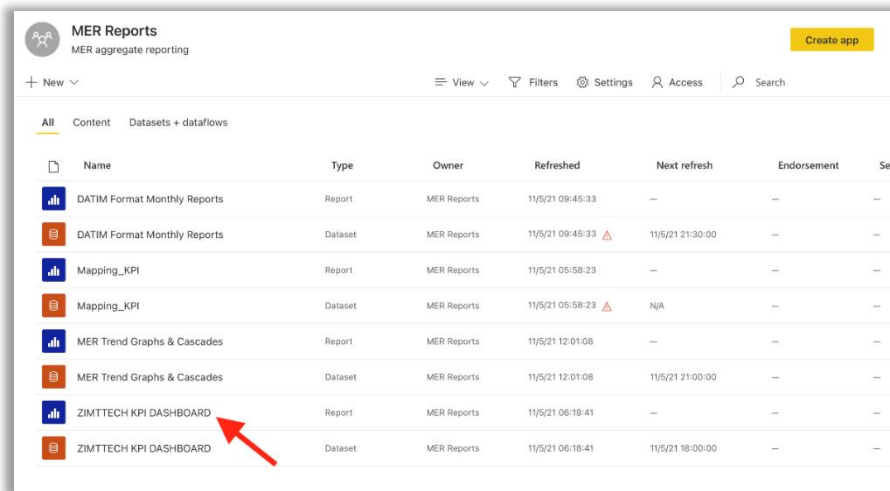 MER Reports
MER aggregate reporting
Create app
New View Filters Settings Access Search
All Content Datasets + dataflows
Name Type Owner Refreshed Next refresh Endorsement Se
DATIM Format Monthly Reports Report MER Reports 11/5/21 09:45:33 — — —
DATIM Format Monthly Reports Dataset MER Reports 11/5/21 09:45:33 11/5/21 21:30:00 — —
Mapping_KPI Report MER Reports 11/5/21 05:58:23 — — —
Mapping_KPI Dataset MER Reports 11/5/21 05:58:23 N/A — —
MER Trend Graphs & Cascades Report MER Reports 11/5/21 12:01:08 — — —
MER Trend Graphs & Cascades Dataset MER Reports 11/5/21 12:01:08 11/5/21 21:00:00 — —
ZIMTTECH KPI DASHBOARD Report MER Reports 11/5/21 06:18:41 — — —
ZIMTTECH KPI DASHBOARD Dataset MER Reports 11/5/21 06:18:41 11/5/21 18:00:00 — —